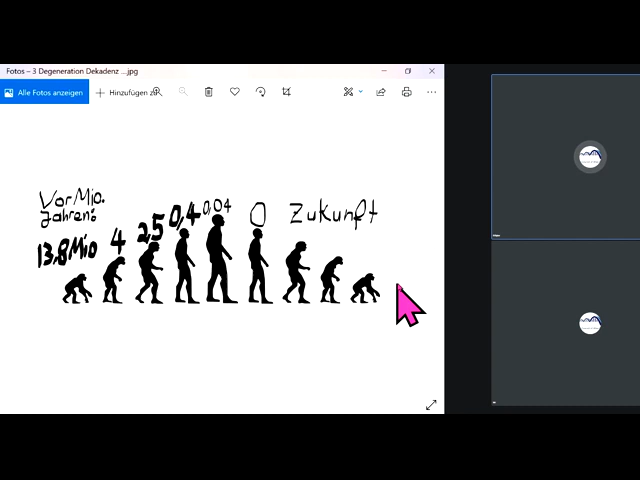 Fotos – 3 Degeneration Dekadenz ....jpg
Alle Fotos anzeigen
Hinzufügen zu
Vor Mio.
Jahren:
13,8 Mio 4 2,5 0,4 0,04 0 Zukunft